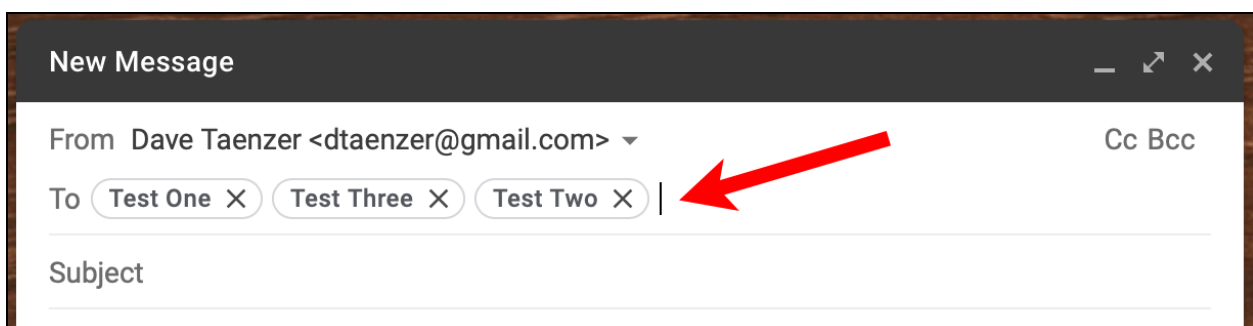 New Message
From Dave Taenzer <dtaenzer@gmail.com> Cc Bcc
To Test One Test Three Test Two
Subject